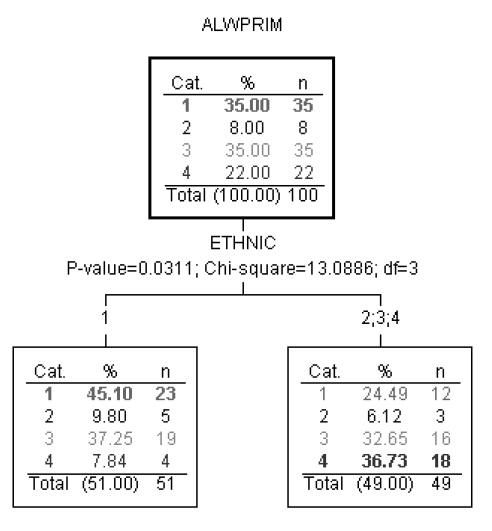 ALWPRIM
Cat. % n
1 35.00 35
2 8.00 8
3 35.00 35
4 22.00 22
Total (100.00) 100
ETHNIC
P-value=0.0311; Chi-square=13.0886; df=3
1
2;3;4
Cat. % n
1 45.10 23
2 9.80 5
3 37.25 19
4 7.84 4
Total (51.00) 51
Cat. % n
1 24.49 12
2 6.12 3
3 32.65 16
4 36.73 18
Total (49.00) 49